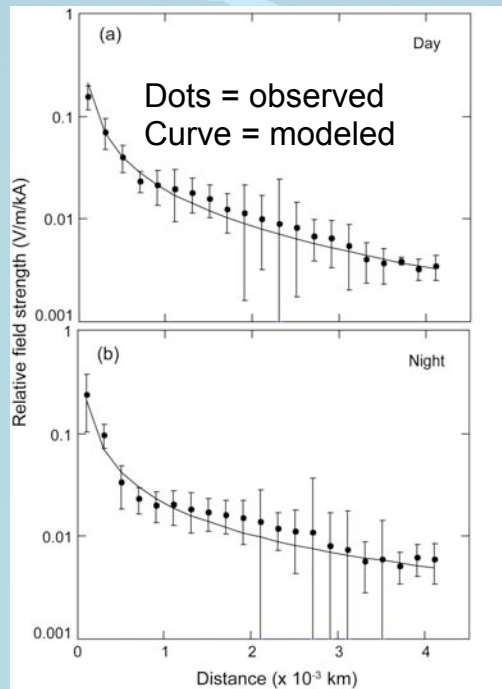 1
(a)
Day
Dots = observed
Curve = modeled
0.1
0.01
0.001
Relative field strength (V/m/kA)
1
(b)
Night
0.1
0.01
0.001
0 1 2 3 4
Distance (x 10⁻³ km)